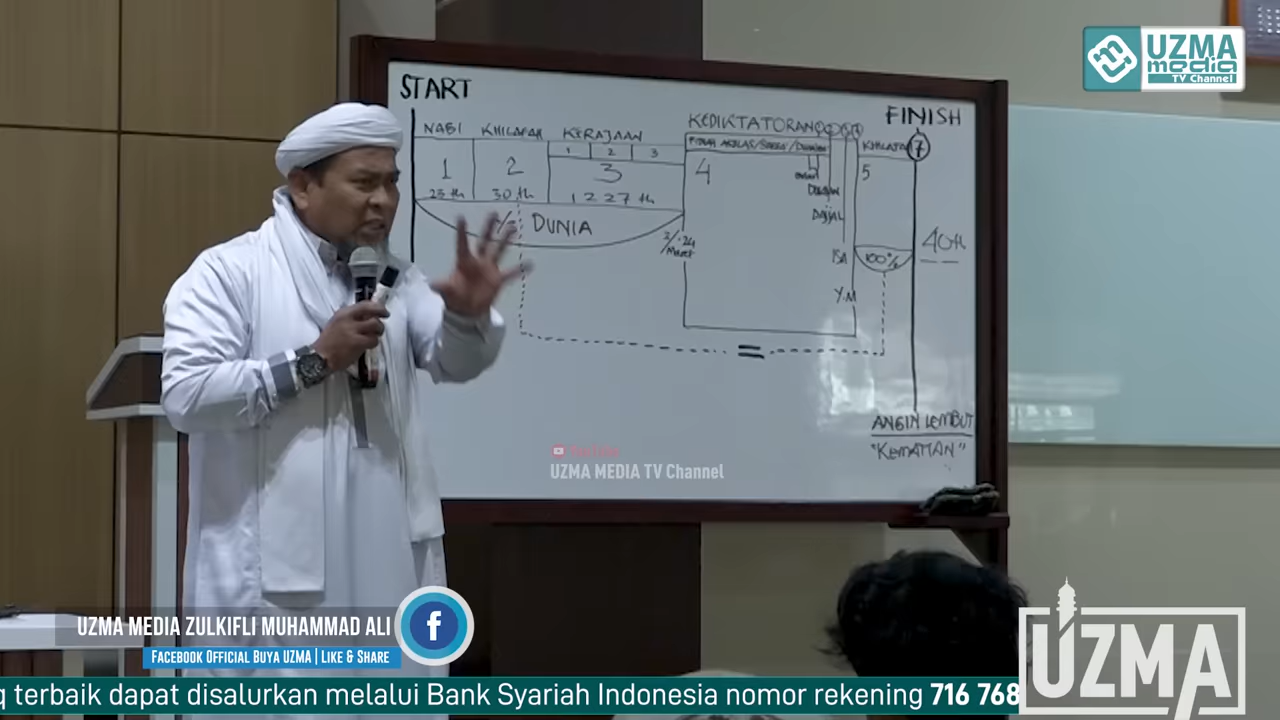 UZMA
media
TV Channel
START
FINISH
NABI
KHILAFAH
KERAJAAN
KEDIKTATORAN
1 2 3
7
1
2
3
4
5
23 th
30 th
1227 th
DUNIA
DAJJAL
ISA
100%
40th
Y.M
=
ANGIN LEMBUT
"KEMATIAN"
YouTube
UZMA MEDIA TV Channel
UZMA MEDIA ZULKIFLI MUHAMMAD ALI
f
FACEBOOK OFFICIAL BUYA UZMA | LIKE & SHARE
q terbaik dapat disalurkan melalui Bank Syariah Indonesia nomor rekening 716 768
UZMA